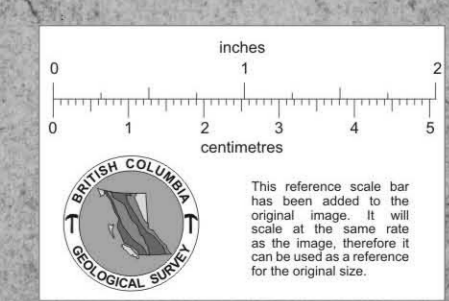 inches
0 1 2
0 1 2 3 4 5
centimetres
BRITISH COLUMBIA
GEOLOGICAL SURVEY
This reference scale bar
has been added to the
original image. It will
scale at the same rate
as the image, therefore it
can be used as a reference
for the original size.